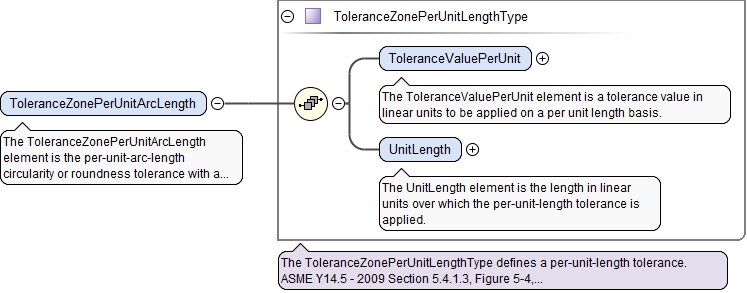 ToleranceZonePerUnitLengthType
ToleranceValuePerUnit
The ToleranceValuePerUnit element is a tolerance value in
linear units to be applied on a per unit length basis.
ToleranceZonePerUnitArcLength
The ToleranceZonePerUnitArcLength
element is the per-unit-arc-length
circularity or roundness tolerance with a...
UnitLength
The UnitLength element is the length in linear
units over which the per-unit-length tolerance is
applied.
The ToleranceZonePerUnitLengthType defines a per-unit-length tolerance.
ASME Y14.5 - 2009 Section 5.4.1.3, Figure 5-4,...